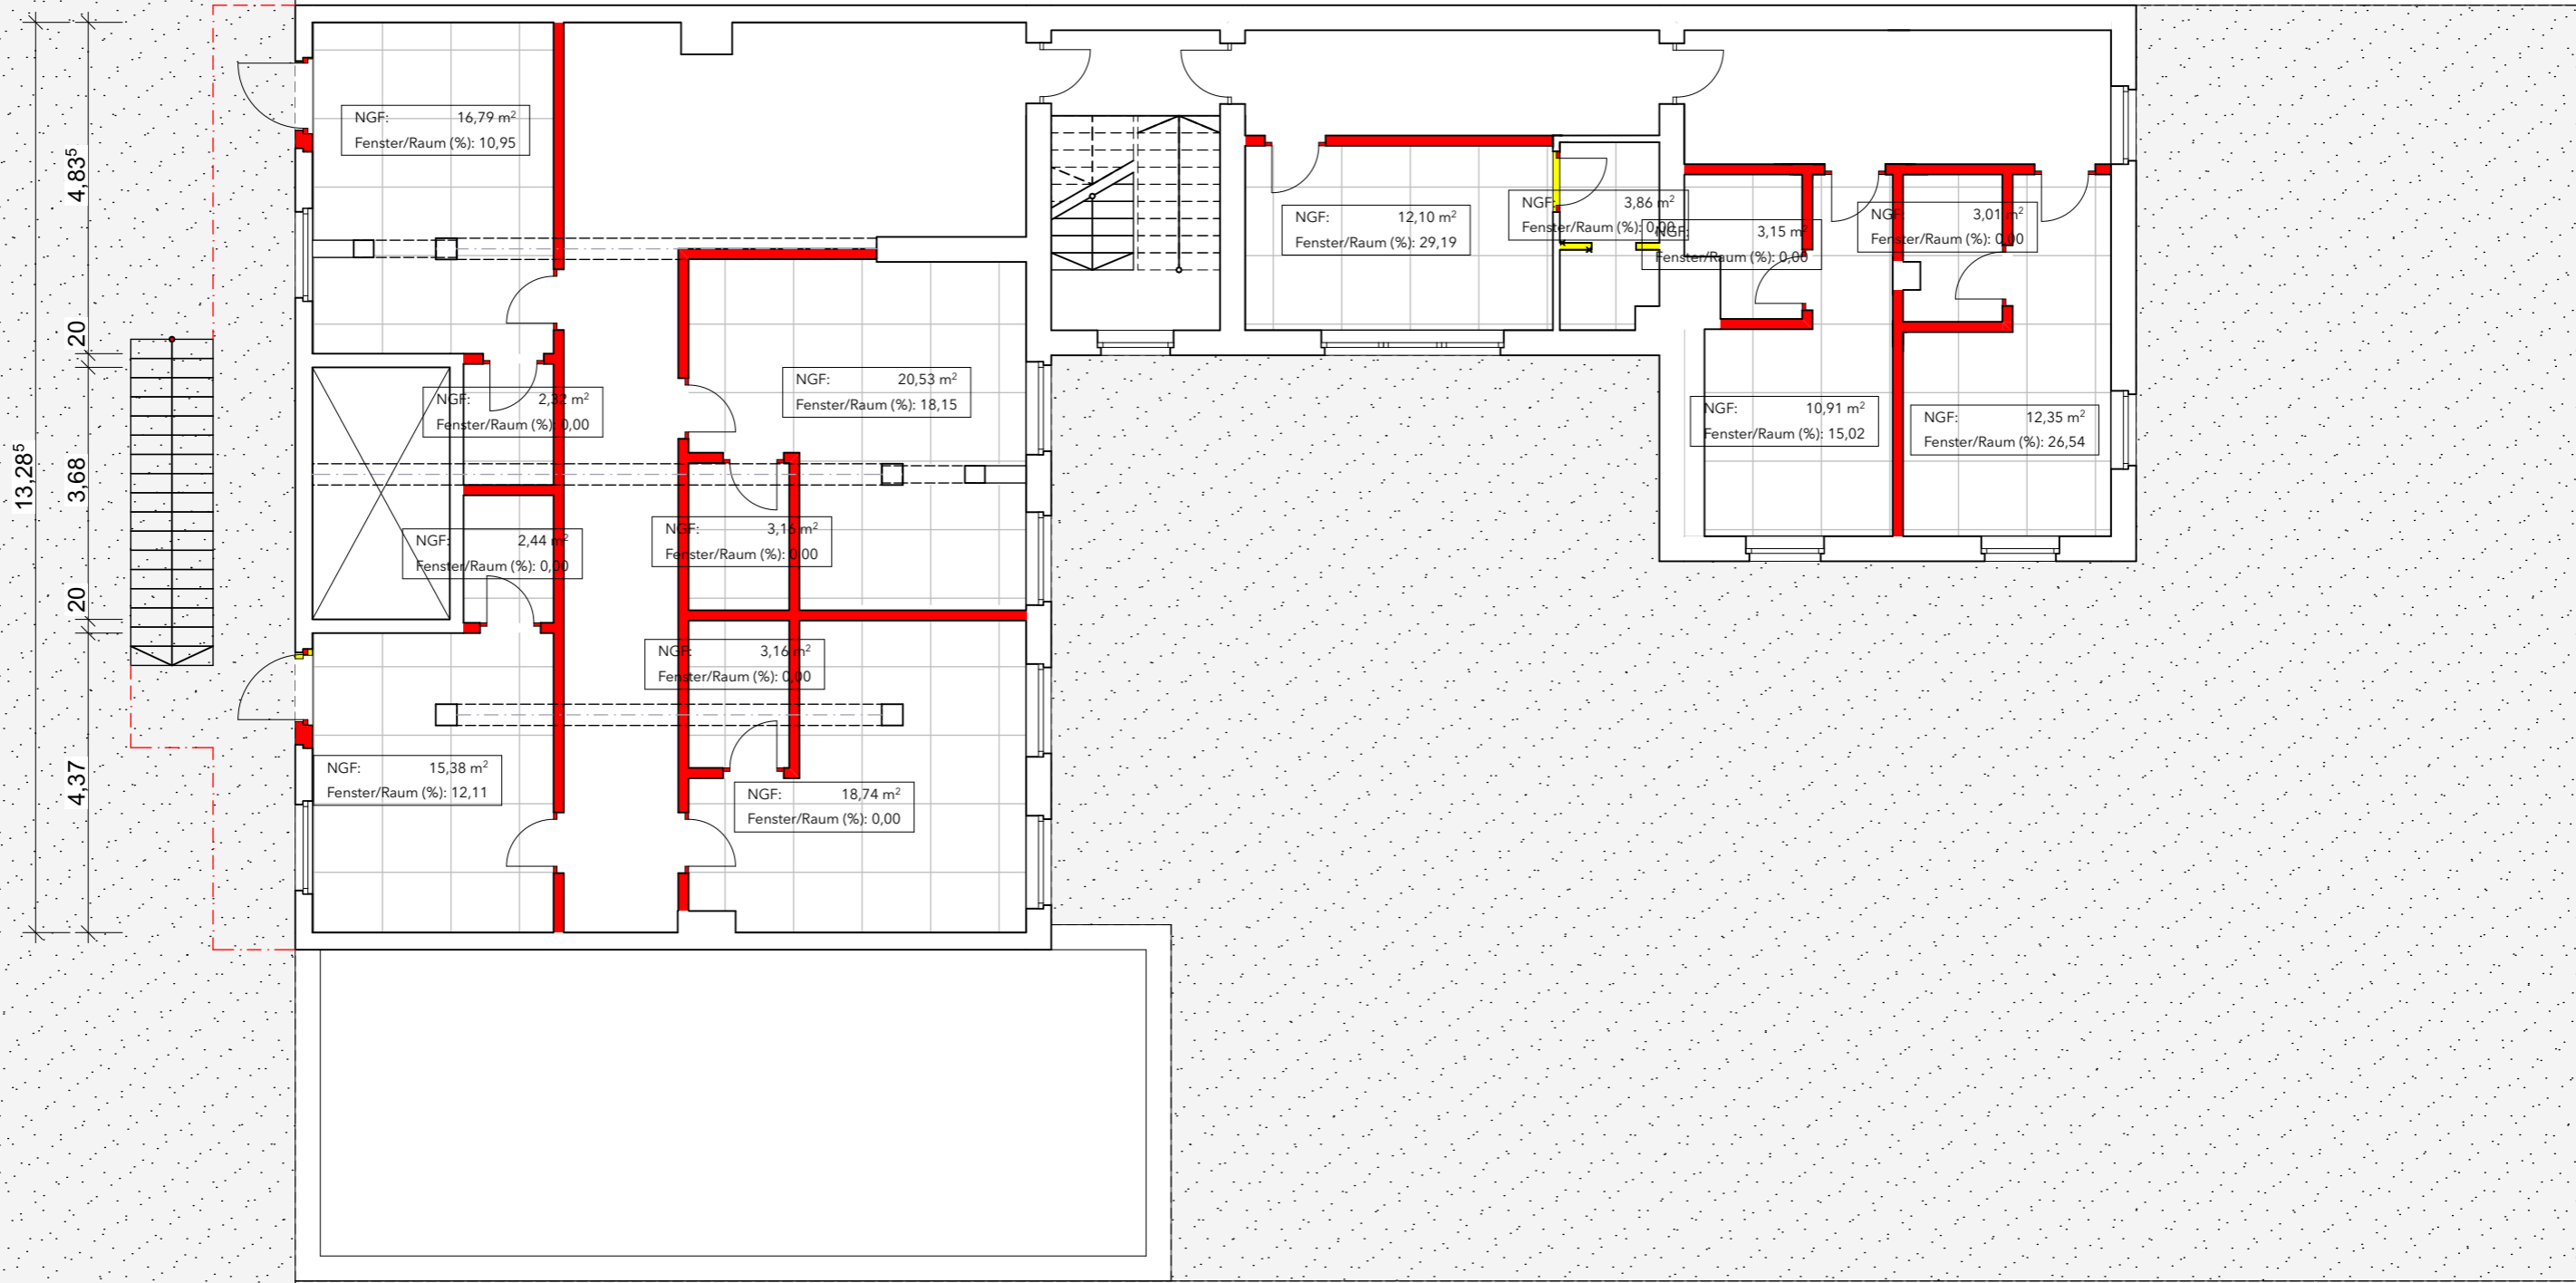 NGF: 16,79 m²
Fenster/Raum (%): 10,95
NGF: 12,10 m²
Fenster/Raum (%): 29,19
NGF: 3,86 m²
Fenster/Raum (%): 0,00
NGF: 3,15 m²
Fenster/Raum (%): 0,00
NGF: 3,01 m²
Fenster/Raum (%): 0,00
NGF: 20,53 m²
Fenster/Raum (%): 18,15
NGF: 2,32 m²
Fenster/Raum (%): 0,00
NGF: 10,91 m²
Fenster/Raum (%): 15,02
NGF: 12,35 m²
Fenster/Raum (%): 26,54
NGF: 3,16 m²
Fenster/Raum (%): 0,00
NGF: 2,44 m²
Fenster/Raum (%): 0,00
NGF: 3,16 m²
Fenster/Raum (%): 0,00
NGF: 15,38 m²
Fenster/Raum (%): 12,11
NGF: 18,74 m²
Fenster/Raum (%): 0,00
13,28⁵
4,83⁵
20
3,68
20
4,37